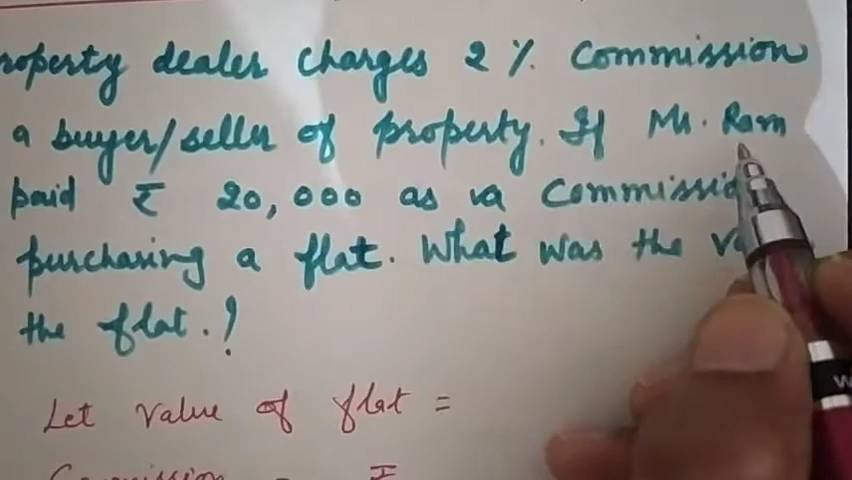 dealer charges 2 %. Commission
a buyer/seller of property. If Mr. Ram
paid ₹ 20,000 as a Commissio
purchasing a flat. What was the
the flat.!
Let value of flat =
Commission =